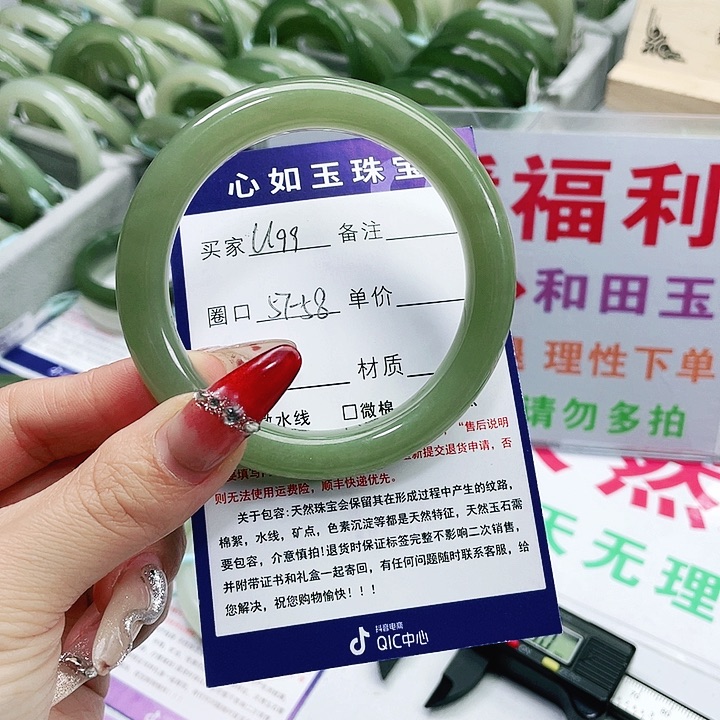 心如玉珠宝
买家 Ugg 备注
圈口 57-58 单价
材质
水线 □微棉
"售后说明
新提交退货申请，否
则无法使用运费险，顺丰快递优先。
关于包容:天然珠宝会保留其在形成过程中产生的纹路，
棉絮，水线，矿点，色素沉淀等都是天然特征，天然玉石需
要包容，介意慎拍!退货时保证标签完整不影响二次销售，
并附带证书和礼盒一起寄回，有任何问题随时联系客服，给
您解决，祝您购物愉快！！！
抖音电商
QIC中心
福利
和田玉
理性下单
请勿多拍
然
天无理